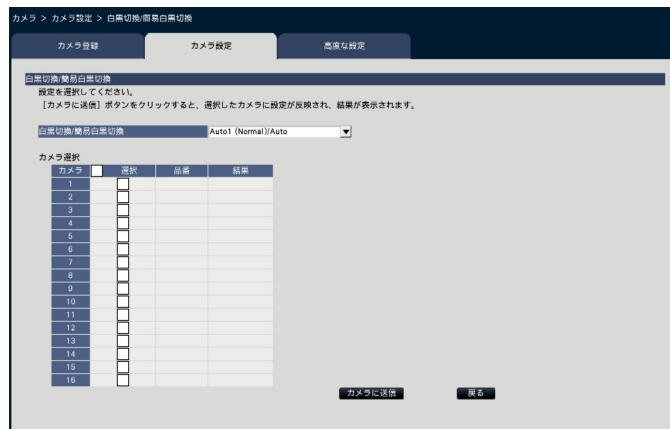 カメラ > カメラ設定 > 白黒切換/簡易白黒切換
カメラ登録 カメラ設定 高度な設定
白黒切換/簡易白黒切換
設定を選択してください。
［カメラに送信］ボタンをクリックすると、選択したカメラに設定が反映され、結果が表示されます。
白黒切換/簡易白黒切換 Auto1 (Normal)/Auto
カメラ選択
カメラ 選択 品番 結果
1
2
3
4
5
6
7
8
9
10
11
12
13
14
15
16
カメラに送信 戻る